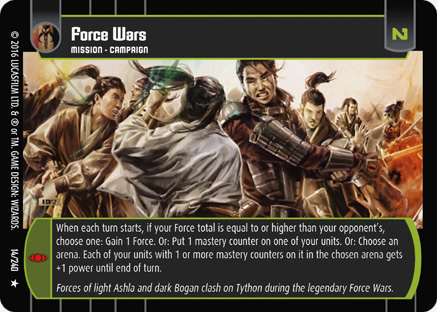 Force Wars
MISSION • CAMPAIGN
N
© 2016 LUCASFILM LTD. & ® or TM. GAME DESIGN: WIZARDS.
14/240
When each turn starts, if your Force total is equal to or higher than your opponent's,
choose one: Gain 1 Force. Or: Put 1 mastery counter on one of your units. Or: Choose an
arena. Each of your units with 1 or more mastery counters on it in the chosen arena gets
+1 power until end of turn.
Forces of light Ashla and dark Bogan clash on Tython during the legendary Force Wars.